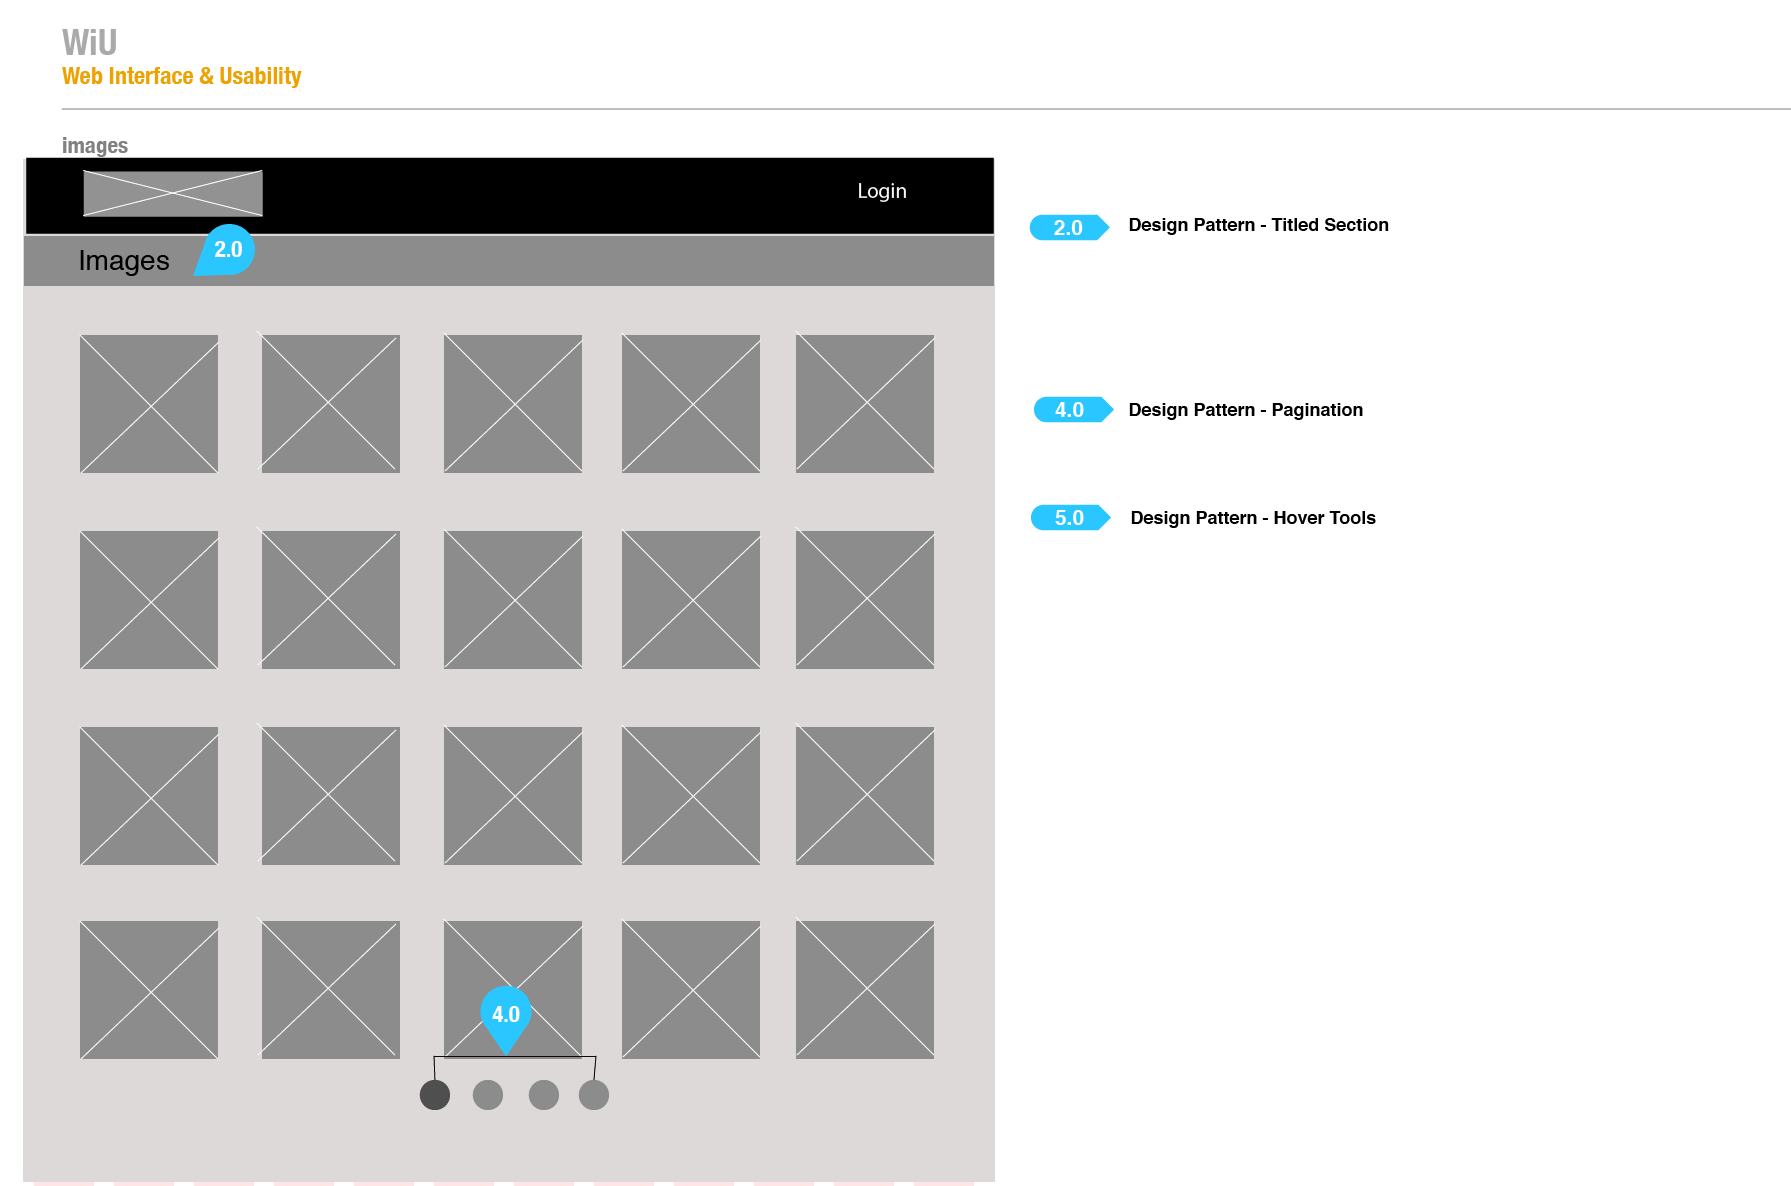 WiU
Web Interface & Usability
images
Login
Images
2.0
4.0
2.0 Design Pattern - Titled Section
4.0 Design Pattern - Pagination
5.0 Design Pattern - Hover Tools